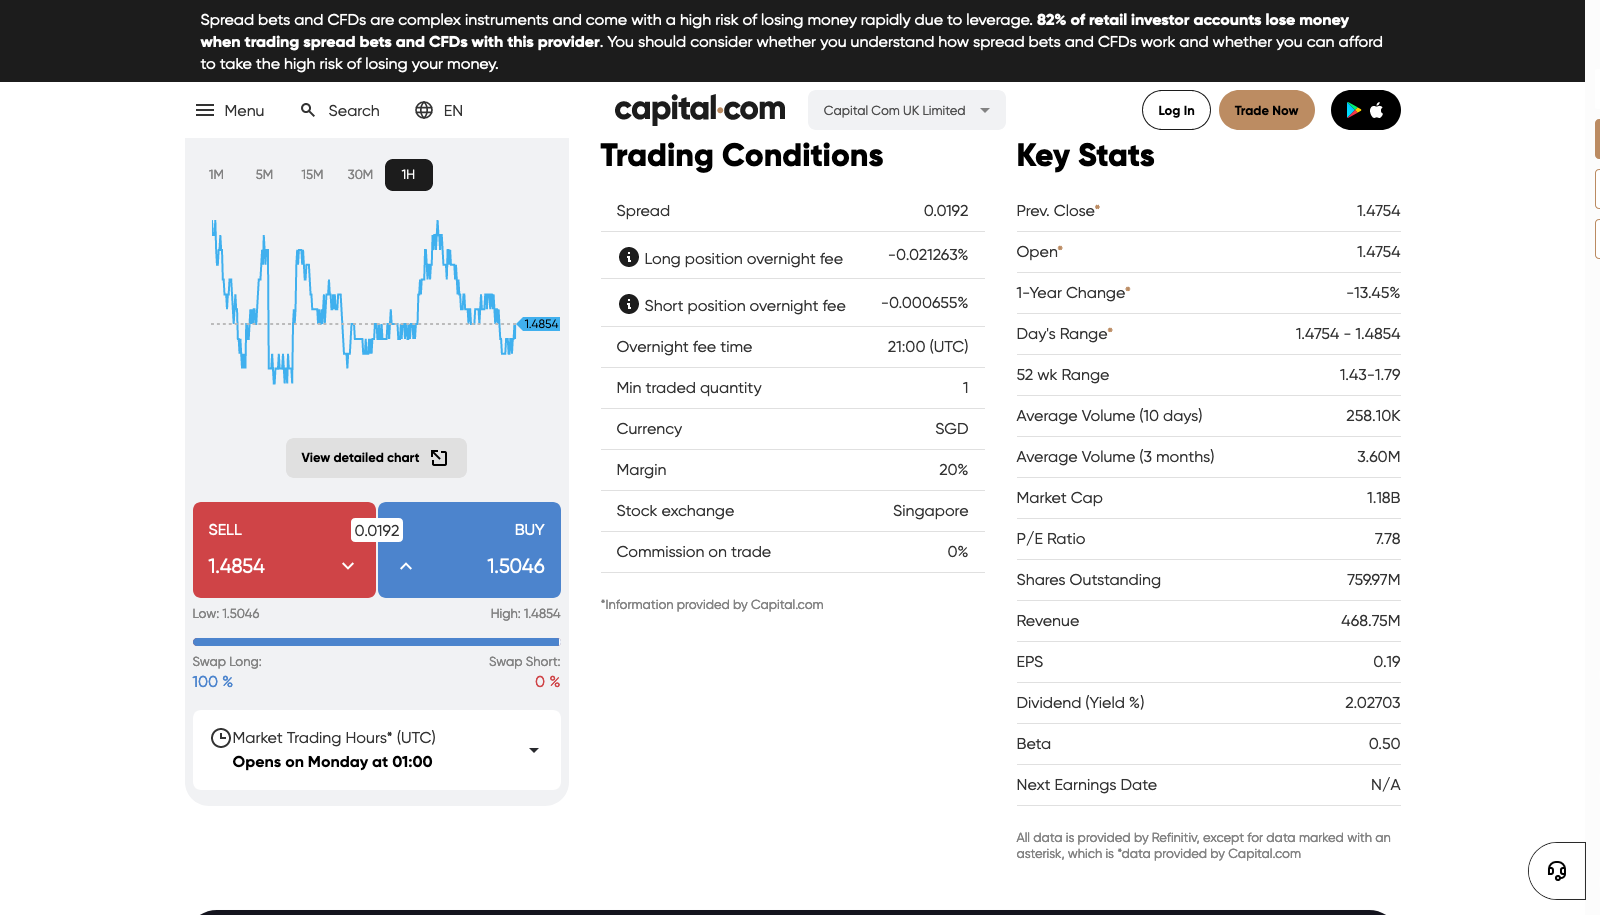 Spread bets and CFDs are complex instruments and come with a high risk of losing money rapidly due to leverage. 82% of retail investor accounts lose money
when trading spread bets and CFDs with this provider. You should consider whether you understand how spread bets and CFDs work and whether you can afford
to take the high risk of losing your money.
Menu
Search
EN
capital.com
Capital Com UK Limited
Log In
Trade Now
1M
5M
15M
30M
1H
1.4854
View detailed chart
SELL
1.4854
0.0192
BUY
1.5046
Low: 1.5046
High: 1.4854
Swap Long:
Swap Short:
100 %
0 %
Market Trading Hours* (UTC)
Opens on Monday at 01:00
Trading Conditions
Spread 0.0192
Long position overnight fee -0.021263%
Short position overnight fee -0.000655%
Overnight fee time 21:00 (UTC)
Min traded quantity 1
Currency SGD
Margin 20%
Stock exchange Singapore
Commission on trade 0%
*Information provided by Capital.com
Key Stats
Prev. Close* 1.4754
Open* 1.4754
1-Year Change* -13.45%
Day's Range* 1.4754 - 1.4854
52 wk Range 1.43-1.79
Average Volume (10 days) 258.10K
Average Volume (3 months) 3.60M
Market Cap 1.18B
P/E Ratio 7.78
Shares Outstanding 759.97M
Revenue 468.75M
EPS 0.19
Dividend (Yield %) 2.02703
Beta 0.50
Next Earnings Date N/A
All data is provided by Refinitiv, except for data marked with an
asterisk, which is *data provided by Capital.com